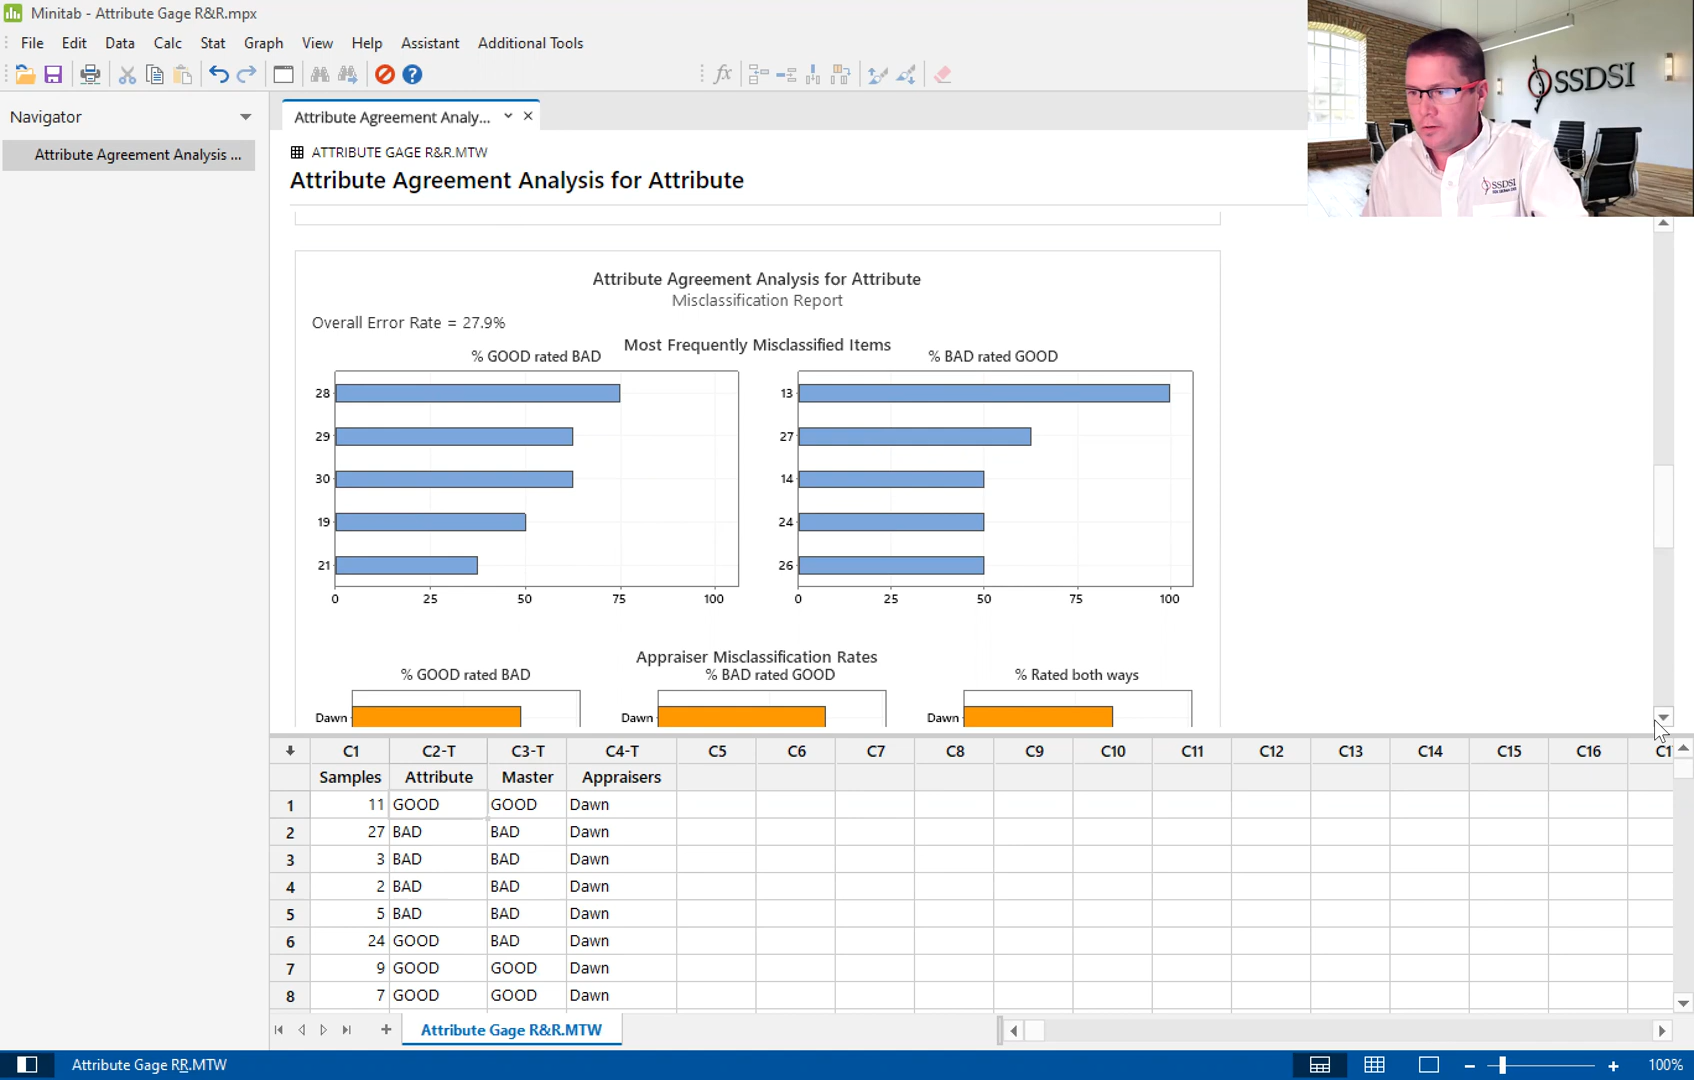 Minitab - Attribute Gage R&R.mpx
File Edit Data Calc Stat Graph View Help Assistant Additional Tools
fx
SSDSI
SSDSI
Navigator
Attribute Agreement Analysis ...
Attribute Agreement Analy...
ATTRIBUTE GAGE R&R.MTW
Attribute Agreement Analysis for Attribute
Attribute Agreement Analysis for Attribute
Misclassification Report
Overall Error Rate = 27.9%
Most Frequently Misclassified Items
% GOOD rated BAD % BAD rated GOOD
28 13
29 27
30 14
19 24
21 26
0 25 50 75 100 0 25 50 75 100
Appraiser Misclassification Rates
% GOOD rated BAD % BAD rated GOOD % Rated both ways
Dawn Dawn Dawn
C1 C2-T C3-T C4-T C5 C6 C7 C8 C9 C10 C11 C12 C13 C14 C15 C16
Samples Attribute Master Appraisers
1 11 GOOD GOOD Dawn
2 27 BAD BAD Dawn
3 3 BAD BAD Dawn
4 2 BAD BAD Dawn
5 5 BAD BAD Dawn
6 24 GOOD BAD Dawn
7 9 GOOD GOOD Dawn
8 7 GOOD GOOD Dawn
Attribute Gage R&R.MTW
Attribute Gage RR.MTW
100%